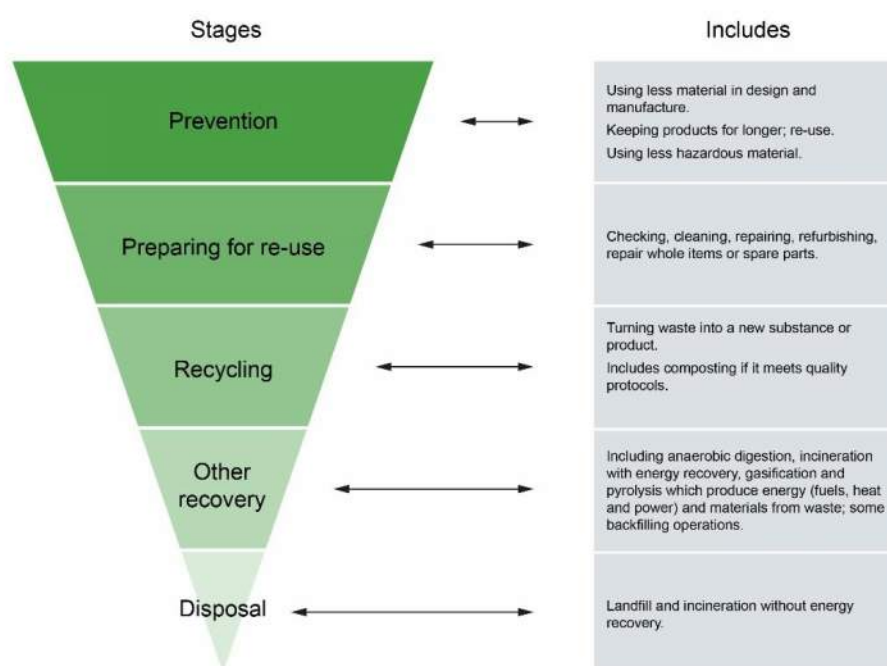 Stages
Includes
Prevention
Using less material in design and
manufacture.
Keeping products for longer; re-use.
Using less hazardous material.
Preparing for re-use
Checking, cleaning, repairing, refurbishing,
repair whole items or spare parts.
Recycling
Turning waste into a new substance or
product.
Includes composting if it meets quality
protocols.
Other
recovery
Including anaerobic digestion, incineration
with energy recovery, gasification and
pyrolysis which produce energy (fuels, heat
and power) and materials from waste; some
backfilling operations.
Disposal
Landfill and incineration without energy
recovery.